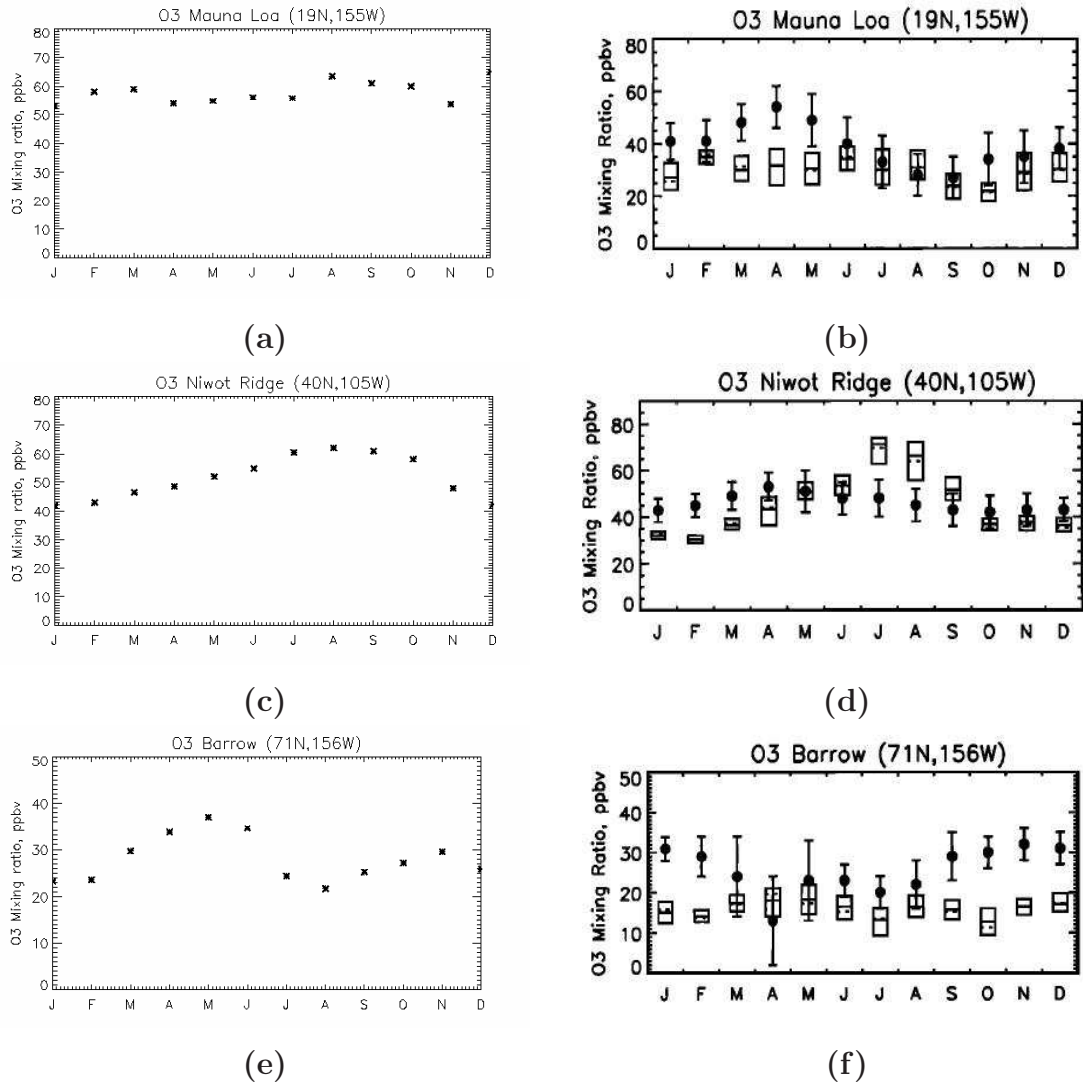 O3 Mauna Loa (19N,155W)
O3 Mixing ratio, ppbv
80
70
60
50
40
30
20
10
0
J F M A M J J A S O N D
(a)
O3 Mauna Loa (19N,155W)
O3 Mixing Ratio, ppbv
80
60
40
20
0
J F M A M J J A S O N D
(b)
O3 Niwot Ridge (40N,105W)
O3 Mixing ratio, ppbv
80
70
60
50
40
30
20
10
0
J F M A M J J A S O N D
(c)
O3 Niwot Ridge (40N,105W)
O3 Mixing Ratio, ppbv
80
60
40
20
0
J F M A M J J A S O N D
(d)
O3 Barrow (71N,156W)
O3 Mixing ratio, ppbv
50
40
30
20
10
0
J F M A M J J A S O N D
(e)
O3 Barrow (71N,156W)
O3 Mixing Ratio, ppbv
50
40
30
20
10
0
J F M A M J J A S O N D
(f)